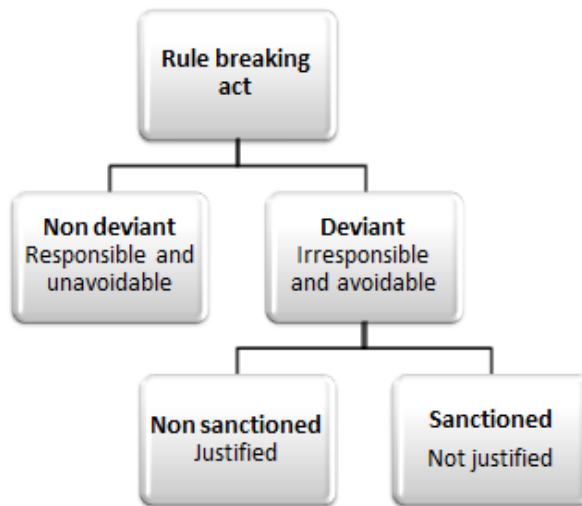 Rule breaking
act
Non deviant
Responsible and
unavoidable
Deviant
Irresponsible
and avoidable
Non sanctioned
Justified
Sanctioned
Not justified